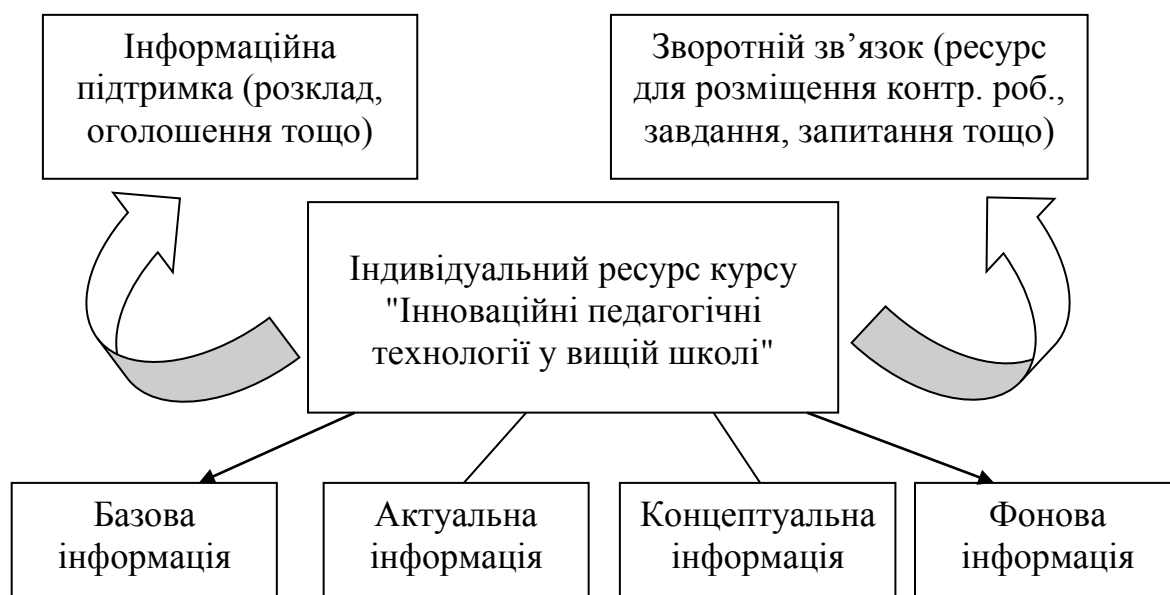 Інформаційна
підтримка (розклад,
оголошення тощо)
Зворотній зв’язок (ресурс
для розміщення контр. роб.,
завдання, запитання тощо)
Індивідуальний ресурс курсу
"Інноваційні педагогічні
технології у вищій школі"
Базова
інформація
Актуальна
інформація
Концептуальна
інформація
Фонова
інформація